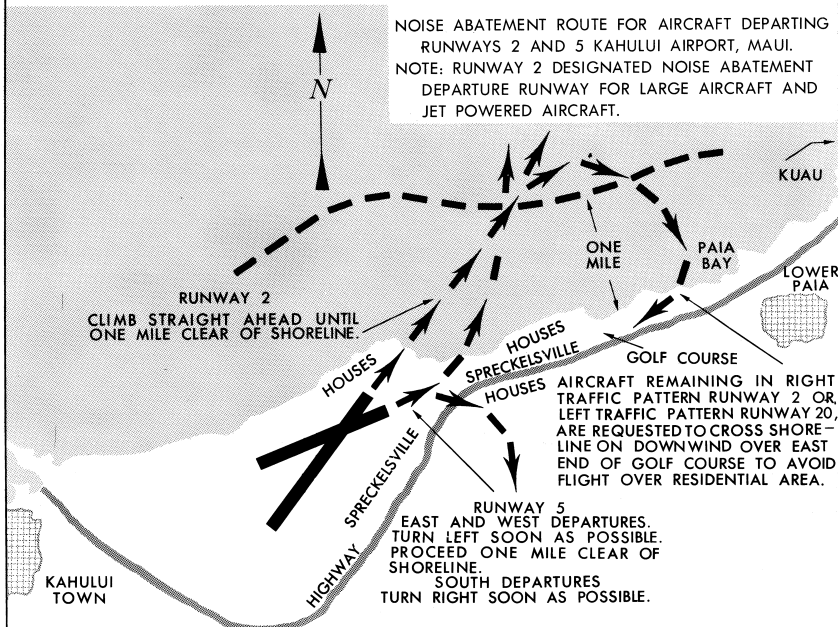 NOISE ABATEMENT ROUTE FOR AIRCRAFT DEPARTING
RUNWAYS 2 AND 5 KAHULUI AIRPORT, MAUI.
NOTE: RUNWAY 2 DESIGNATED NOISE ABATEMENT
DEPARTURE RUNWAY FOR LARGE AIRCRAFT AND
JET POWERED AIRCRAFT.
N
KUAU
ONE
MILE
PAIA
BAY
LOWER
PAIA
RUNWAY 2
CLIMB STRAIGHT AHEAD UNTIL
ONE MILE CLEAR OF SHORELINE.
HOUSES
HOUSES
SPRECKELSVILLE
HOUSES
GOLF COURSE
AIRCRAFT REMAINING IN RIGHT
TRAFFIC PATTERN RUNWAY 2 OR
LEFT TRAFFIC PATTERN RUNWAY 20,
ARE REQUESTED TO CROSS SHORE-
LINE ON DOWNWIND OVER EAST
END OF GOLF COURSE TO AVOID
FLIGHT OVER RESIDENTIAL AREA.
SPRECKELSVILLE
HIGHWAY
RUNWAY 5
EAST AND WEST DEPARTURES.
TURN LEFT SOON AS POSSIBLE.
PROCEED ONE MILE CLEAR OF
SHORELINE.
SOUTH DEPARTURES
TURN RIGHT SOON AS POSSIBLE.
KAHULUI
TOWN